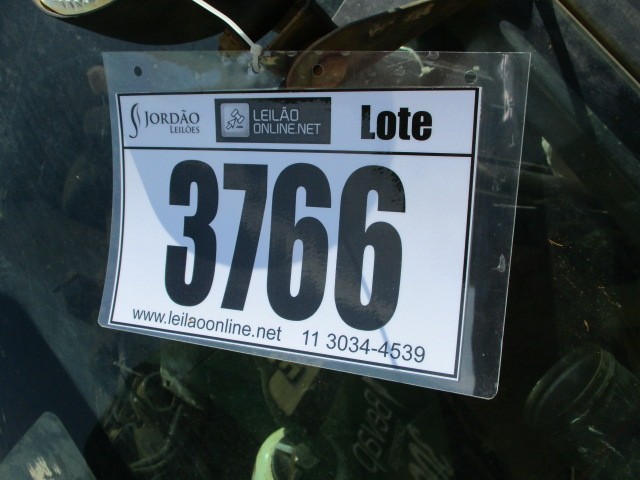 JORDÃO
LEILÕES
LEILÃO
ONLINE.NET
Lote
3766
www.leilaoonline.net 11 3034-4539